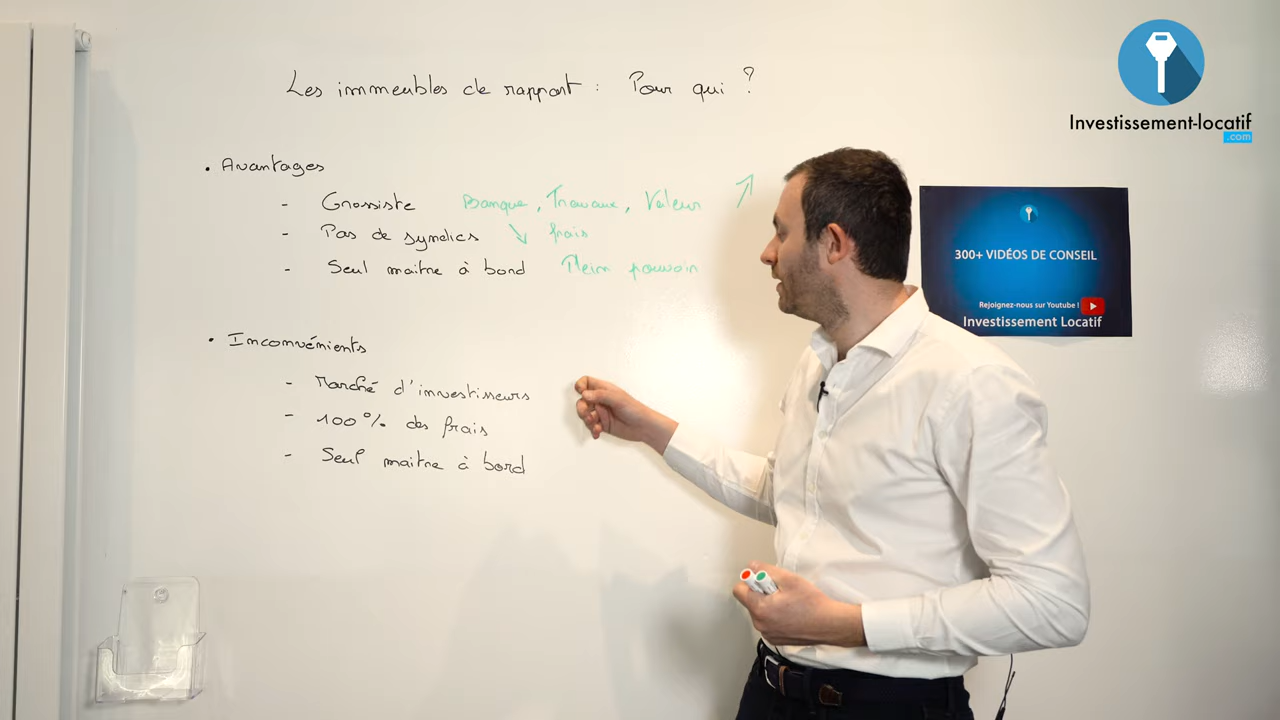 Les immeubles de rapport : Pour qui ?
• Avantages
- Grossiste Banque, Travaux, Valeur ↗
- Pas de syndics ↘ frais
- Seul maitre à bord Plein pouvoir
• Inconvénients
- Marché d'investisseurs
- 100% des frais
- Seul maitre à bord
Investissement-locatif
.com
300+ VIDÉOS DE CONSEIL
Rejoignez-nous sur Youtube !
Investissement Locatif